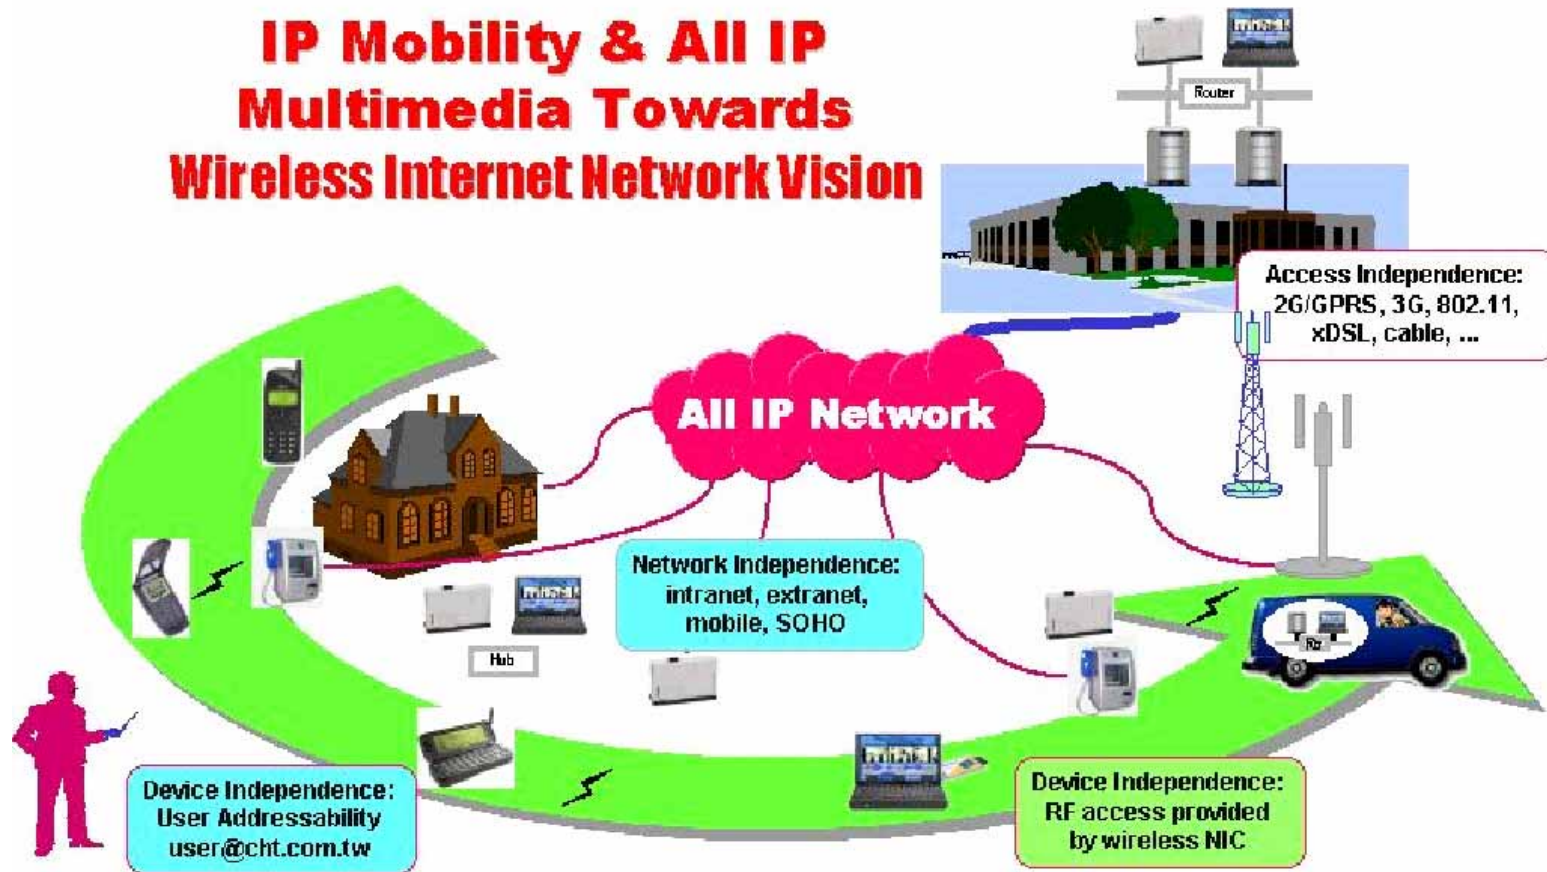 IP Mobility & All IP
Multimedia Towards
Wireless Internet Network Vision
Router
Access Independence:
2G/GPRS, 3G, 802.11,
xDSL, cable, ...
All IP Network
Network Independence:
intranet, extranet,
mobile, SOHO
Hub
Device Independence:
User Addressability
user@cht.com.tw
Device Independence:
RF access provided
by wireless NIC